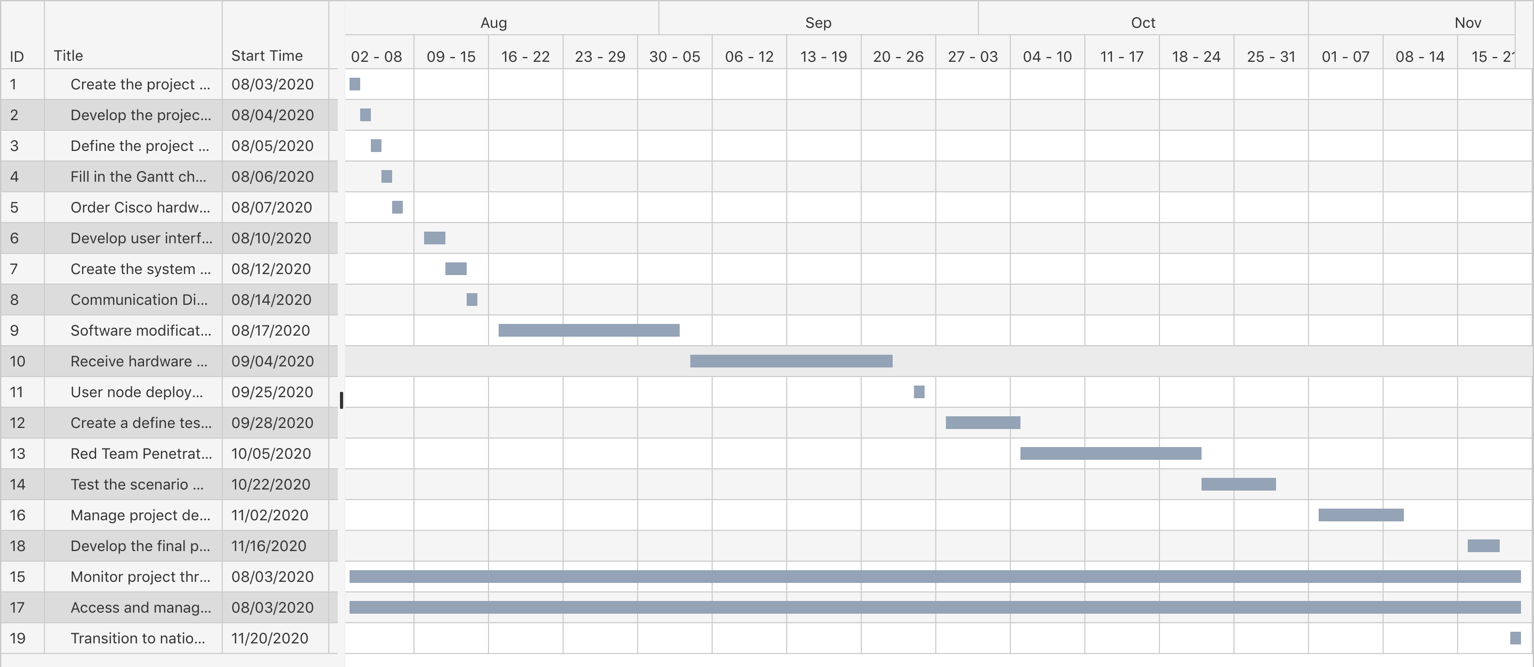 Aug Sep Oct Nov
ID Title Start Time 02 - 08 09 - 15 16 - 22 23 - 29 30 - 05 06 - 12 13 - 19 20 - 26 27 - 03 04 - 10 11 - 17 18 - 24 25 - 31 01 - 07 08 - 14 15 - 21
1 Create the project ... 08/03/2020
2 Develop the projec... 08/04/2020
3 Define the project ... 08/05/2020
4 Fill in the Gantt ch... 08/06/2020
5 Order Cisco hardw... 08/07/2020
6 Develop user interf... 08/10/2020
7 Create the system ... 08/12/2020
8 Communication Di... 08/14/2020
9 Software modificat... 08/17/2020
10 Receive hardware ... 09/04/2020
11 User node deploy... 09/25/2020
12 Create a define tes... 09/28/2020
13 Red Team Penetrat... 10/05/2020
14 Test the scenario ... 10/22/2020
16 Manage project de... 11/02/2020
18 Develop the final p... 11/16/2020
15 Monitor project thr... 08/03/2020
17 Access and manag... 08/03/2020
19 Transition to natio... 11/20/2020